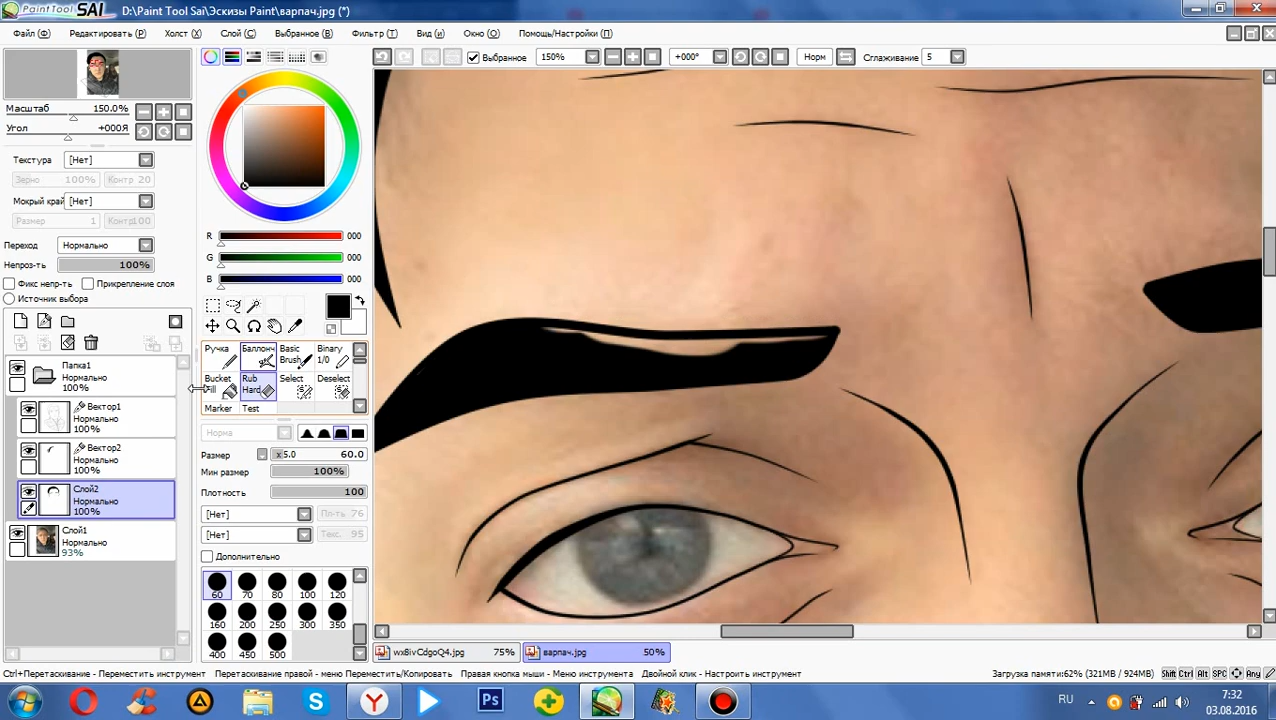 PaintTool SAI D:\Paint Tool Sai\Эскизы Paint\варпач.jpg (*)
Файл (Ф) Редактировать (Р) Холст (Х) Слой (С) Выбранное (В) Фильтр (Т) Вид (И) Окно (О) Помощь/Настройки (П)
Выбранное 150% +000° Норм Сглаживание 5
Масштаб 150.0%
Угол +000Я
Текстура [Нет]
Зерно 100% Контр 20
Мокрый край [Нет]
Размер 1 Контр100
Переход Нормально
Непроз-ть 100%
Фикс непр-ть Прикрепление слоя
Источник выбора
Папка1
Нормально
100%
Вектор1
Нормально
100%
Вектор2
Нормально
100%
Слой2
Нормально
100%
Слой1
Нормально
93%
R 000
G 000
B 000
Ручка Баллонч Basic Brush Binary 1/0
Bucket Fill Rub Hard Select Deselect
Marker Test
Норма
Размер x5.0 60.0
Мин размер 100%
Плотность 100
[Нет] Пл-ть 76
[Нет] Текс. 95
Дополнительно
60 70 80 100 120
160 200 250 300 350
400 450 500
wx8ivCdgoQ4.jpg 75% варпач.jpg 50%
Ctrl+Перетаскивание - Переместить инструмент Перетаскивание правой - меню Переместить/Копировать Правая кнопка мыши - Меню инструмента Двойной клик - Настроить инструмент Загрузка памяти:62% (321MB / 924MB) Shift Ctrl Alt SPC Any
Ps RU 7:32
03.08.2016